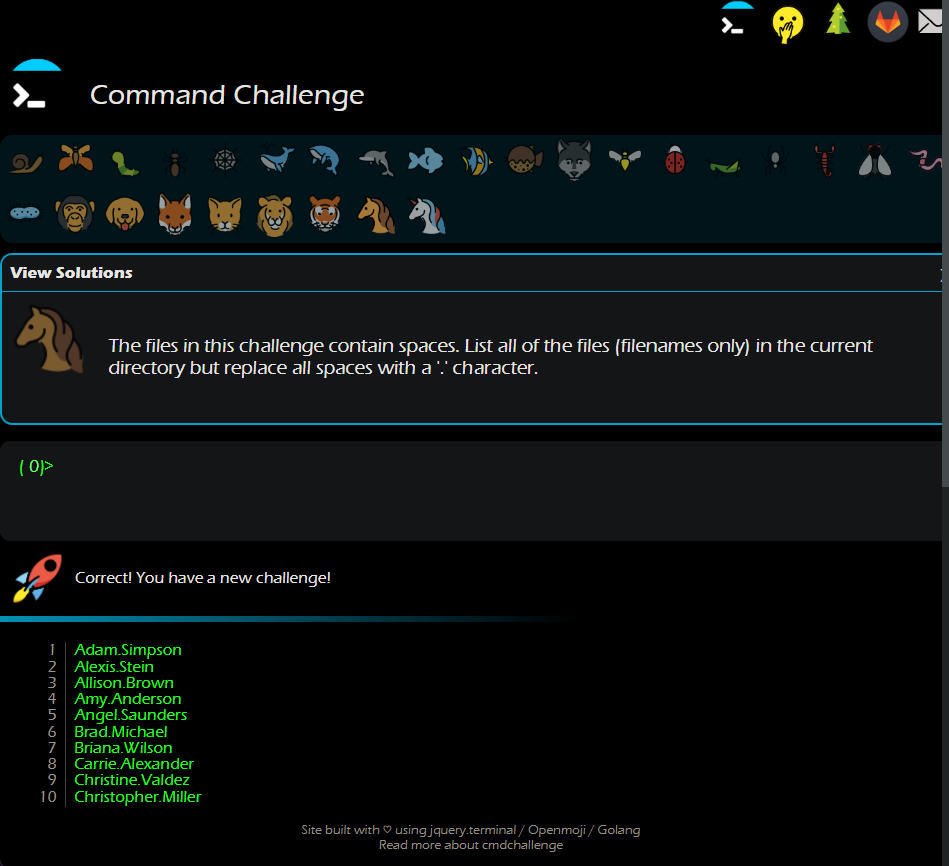 Command Challenge
View Solutions
The files in this challenge contain spaces. List all of the files (filenames only) in the current
directory but replace all spaces with a '.' character.
( 0)>
Correct! You have a new challenge!
1 Adam.Simpson
2 Alexis.Stein
3 Allison.Brown
4 Amy.Anderson
5 Angel.Saunders
6 Brad.Michael
7 Briana.Wilson
8 Carrie.Alexander
9 Christine.Valdez
10 Christopher.Miller
Site built with ♡ using jquery.terminal / Openmoji / Golang
Read more about cmdchallenge